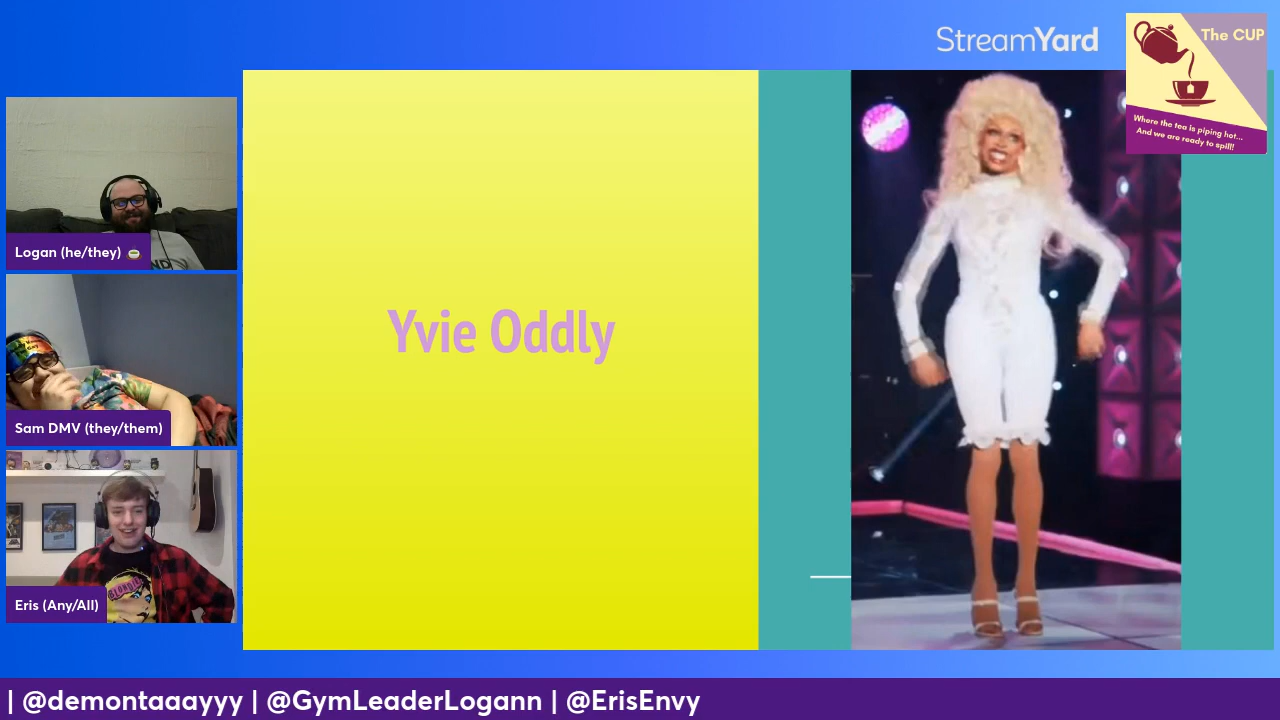 StreamYard
The CUP
Where the tea is piping hot...
And we are ready to spill!
Logan (he/they)
Yvie Oddly
Sam DMV (they/them)
BLONDIE
Eris (Any/All)
| @demontaaayyy | @GymLeaderLogann | @ErisEnvy